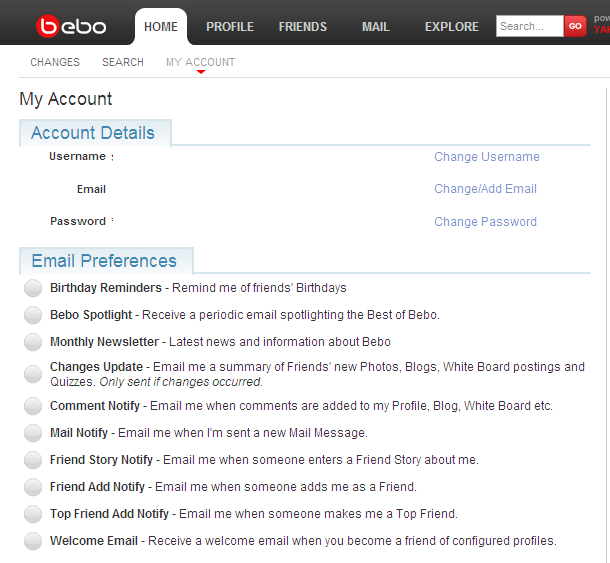 bebo HOME PROFILE FRIENDS MAIL EXPLORE Search... GO
CHANGES SEARCH MY ACCOUNT
My Account
Account Details
Username : Change Username
Email Change/Add Email
Password Change Password
Email Preferences
Birthday Reminders - Remind me of friends' Birthdays
Bebo Spotlight - Receive a periodic email spotlighting the Best of Bebo.
Monthly Newsletter - Latest news and information about Bebo
Changes Update - Email me a summary of Friends' new Photos, Blogs, White Board postings and
Quizzes. Only sent if changes occurred.
Comment Notify - Email me when comments are added to my Profile, Blog, White Board etc.
Mail Notify - Email me when I'm sent a new Mail Message.
Friend Story Notify - Email me when someone enters a Friend Story about me.
Friend Add Notify - Email me when someone adds me as a Friend.
Top Friend Add Notify - Email me when someone makes me a Top Friend.
Welcome Email - Receive a welcome email when you become a friend of configured profiles.